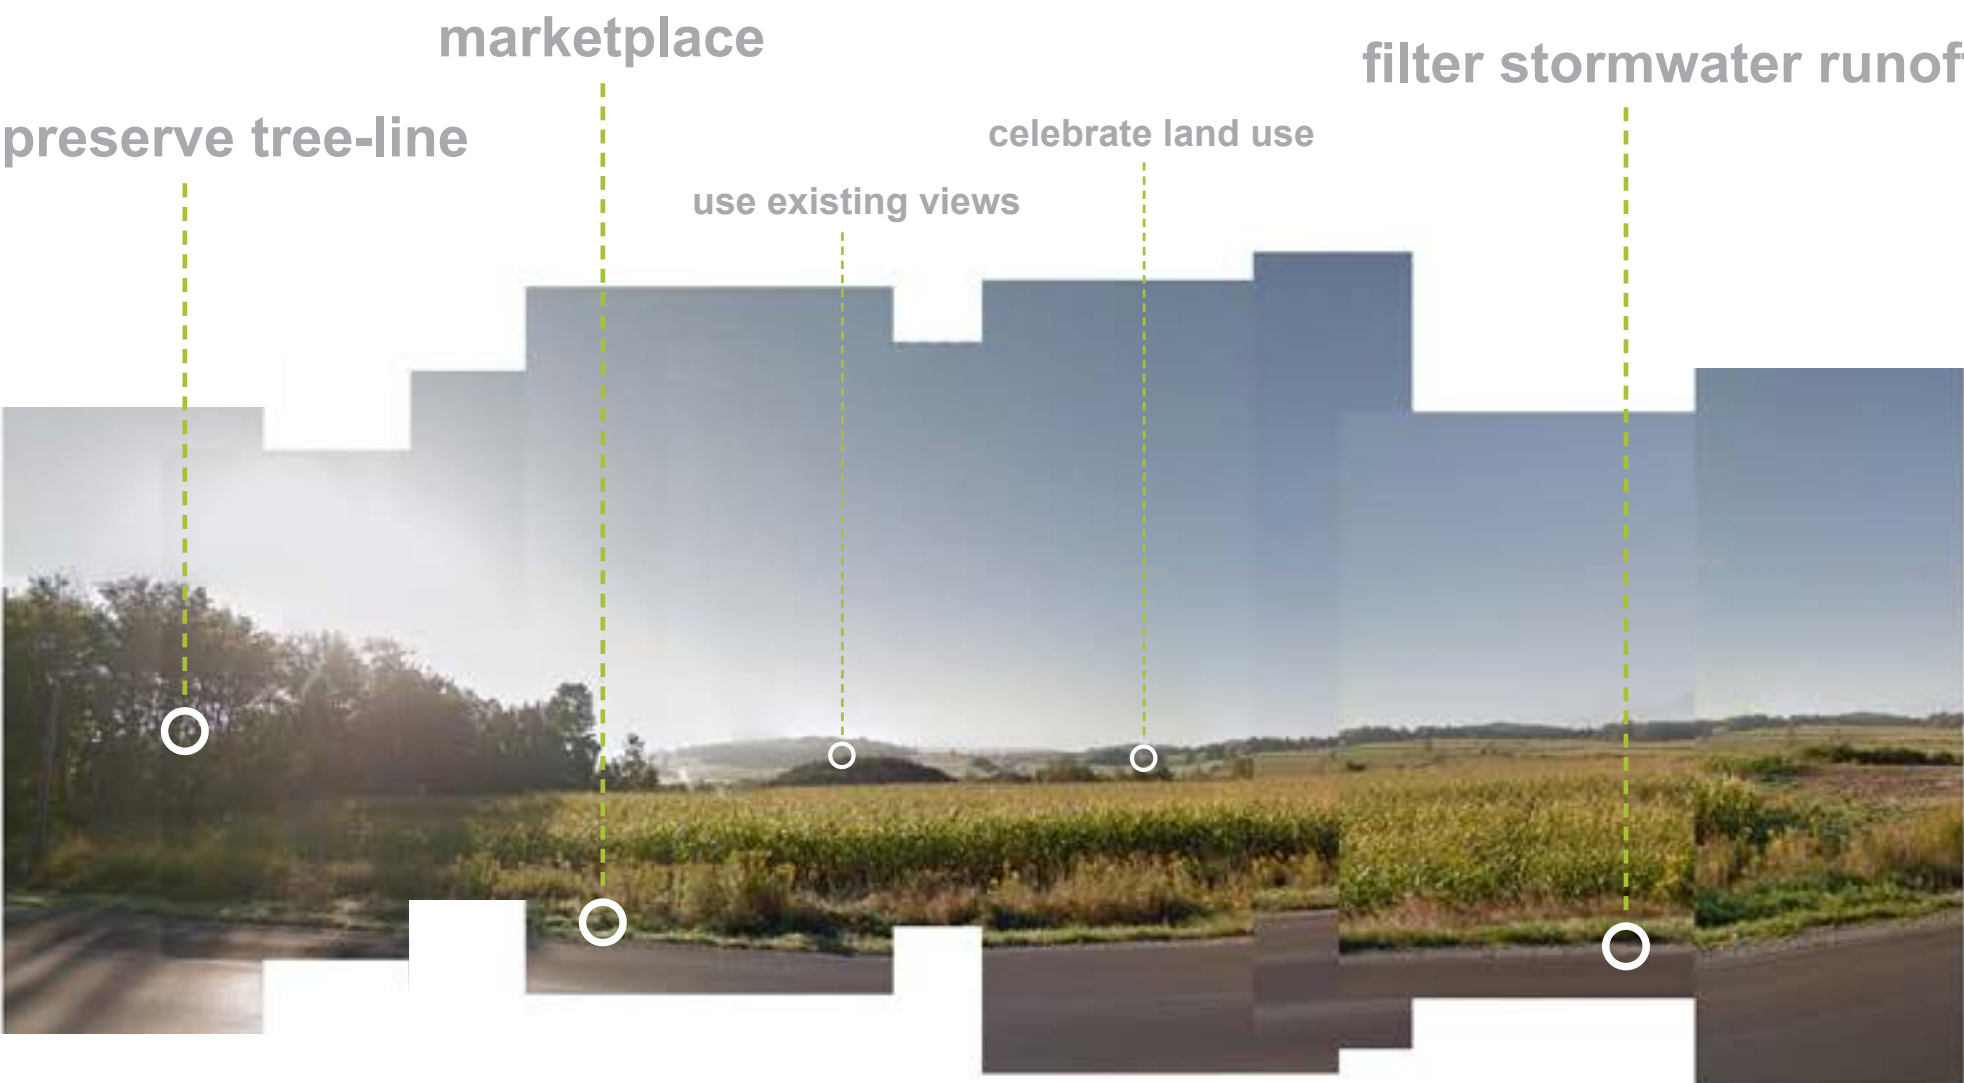 marketplace
filter stormwater runof
preserve tree-line
celebrate land use
use existing views